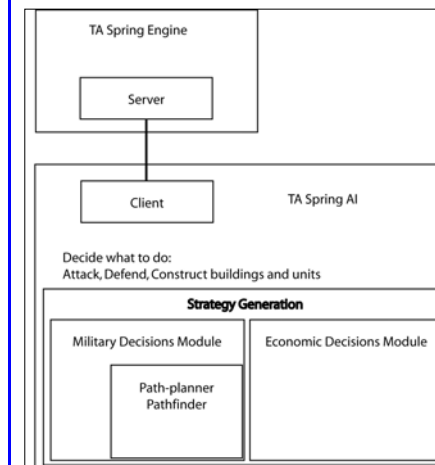 TA Spring Engine
Server
Client
TA Spring AI
Decide what to do:
Attack, Defend, Construct buildings and units
Strategy Generation
Military Decisions Module
Economic Decisions Module
Path-planner
Pathfinder